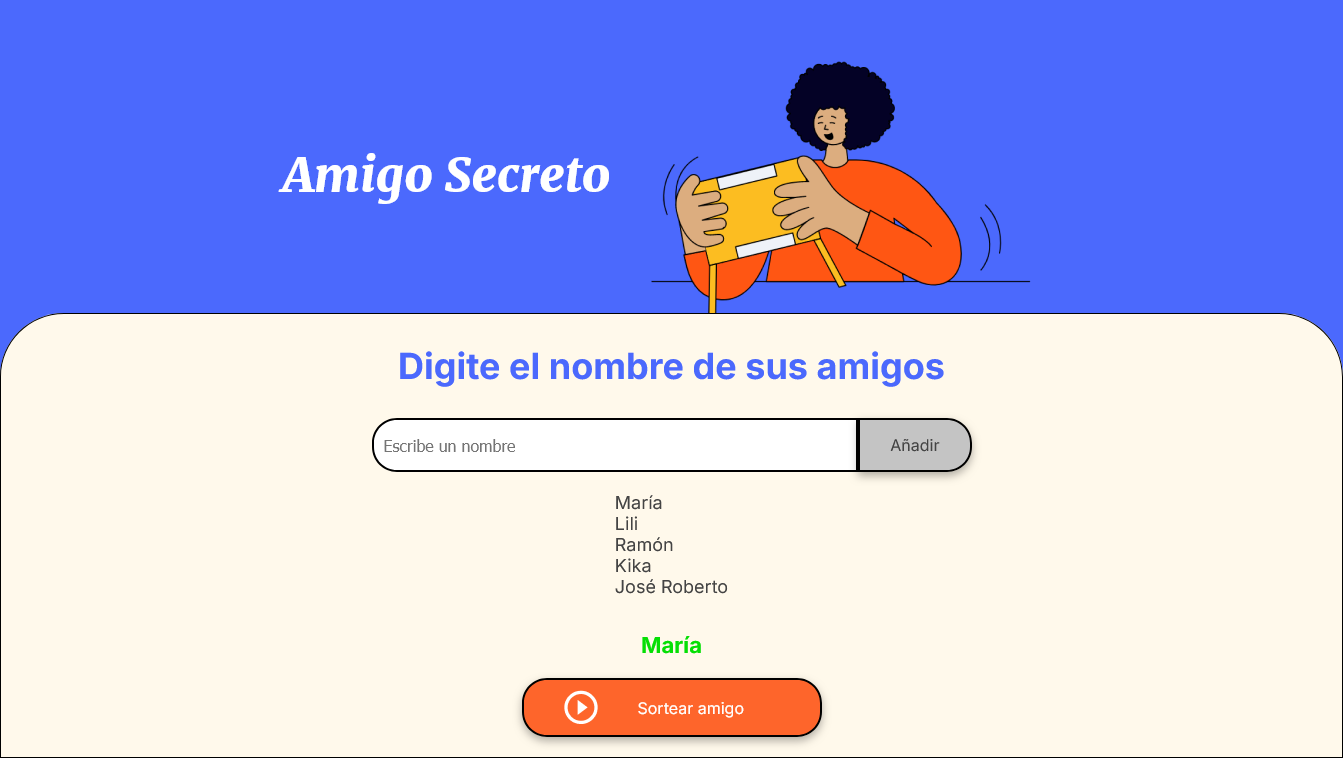 Amigo Secreto
Digite el nombre de sus amigos
Escribe un nombre
Añadir
María
Lili
Ramón
Kika
José Roberto
María
Sortear amigo